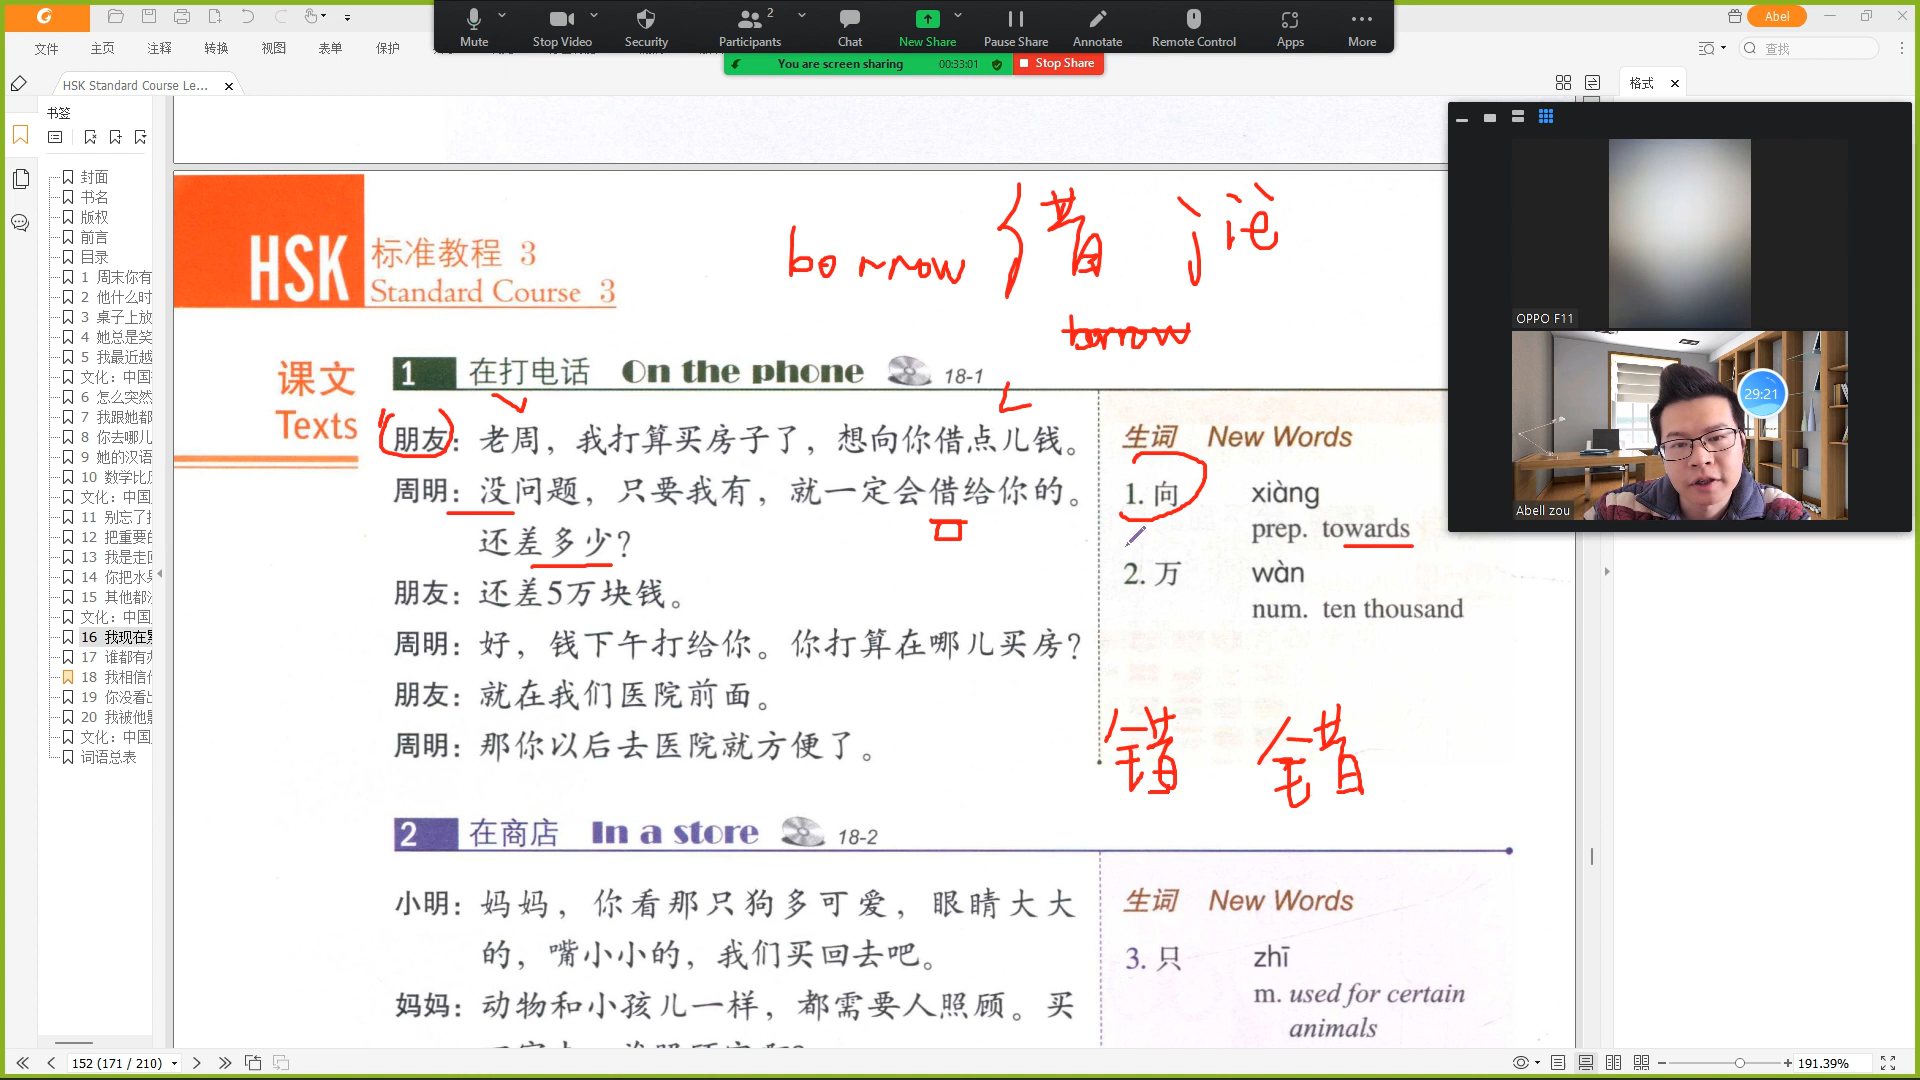 Abel
Mute
Stop Video
Security
Participants
2
Chat
New Share
Pause Share
Annotate
Remote Control
Apps
More
You are screen sharing
00:33:01
Stop Share
文件
主页
注释
转换
视图
表单
保护
查找
HSK Standard Course Le...
格式
书签
封面
书名
版权
前言
目录
1 周末你有
2 他什么时
3 桌子上放
4 她总是笑
5 我最近越
文化：中国
6 怎么突然
7 我跟她都
8 你去哪儿
9 她的汉语
10 数学比
文化：中国
11 别忘了
12 把重要的
13 我是走
14 你把水
15 其他都
文化：中国
16 我现在
17 谁都有
18 我相信
19 你没看
20 我被他
文化：中国
词语总表
HSK 标准教程 3
Standard Course 3
borrow 借
borrow
课文
Texts
1 在打电话 On the phone 18-1
朋友：老周，我打算买房子了，想向你借点儿钱。
周明：没问题，只要我有，就一定会借给你的。
还差多少？
朋友：还差5万块钱。
周明：好，钱下午打给你。你打算在哪儿买房？
朋友：就在我们医院前面。
周明：那你以后去医院就方便了。
生词 New Words
1. 向 xiàng
prep. towards
2. 万 wàn
num. ten thousand
错 错
2 在商店 In a store 18-2
小明：妈妈，你看那只狗多可爱，眼睛大大
的，嘴小小的，我们买回去吧。
妈妈：动物和小孩儿一样，都需要人照顾。买
生词 New Words
3. 只 zhī
m. used for certain
animals
OPPO F11
29:21
Abell zou
152 (171 / 210)
191.39%